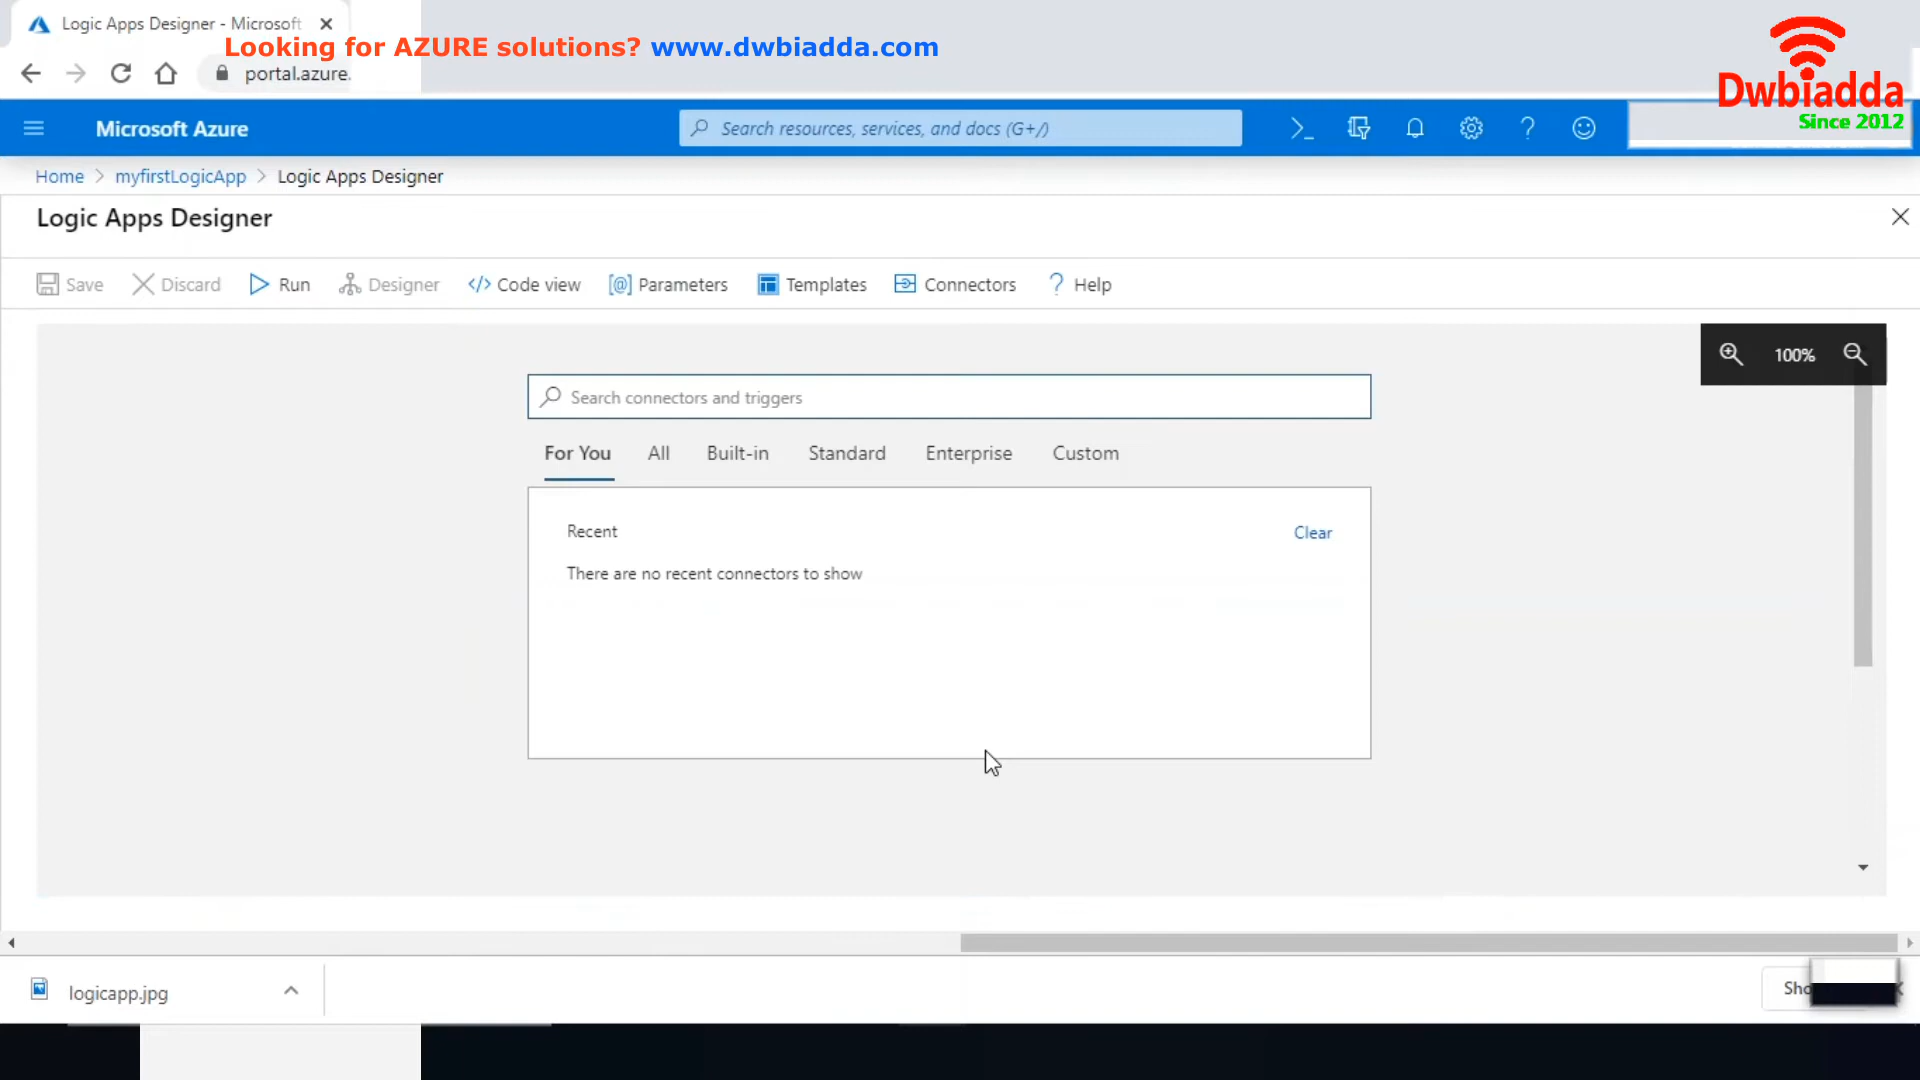 Logic Apps Designer - Microsoft
Looking for AZURE solutions? www.dwbiadda.com
portal.azure.
Dwbiadda
Since 2012
Microsoft Azure
Search resources, services, and docs (G+/)
Home > myfirstLogicApp > Logic Apps Designer
Logic Apps Designer
Save Discard Run Designer </> Code view [@] Parameters Templates Connectors ? Help
100%
Search connectors and triggers
For You All Built-in Standard Enterprise Custom
Recent
Clear
There are no recent connectors to show
logicapp.jpg